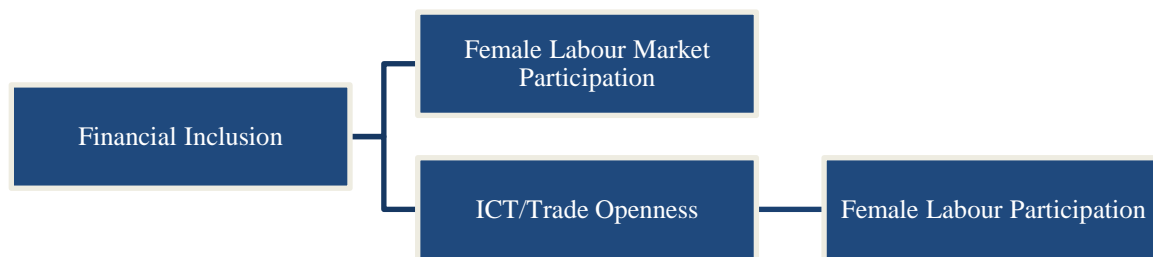 Female Labour Market
Participation
Financial Inclusion
ICT/Trade Openness
Female Labour Participation